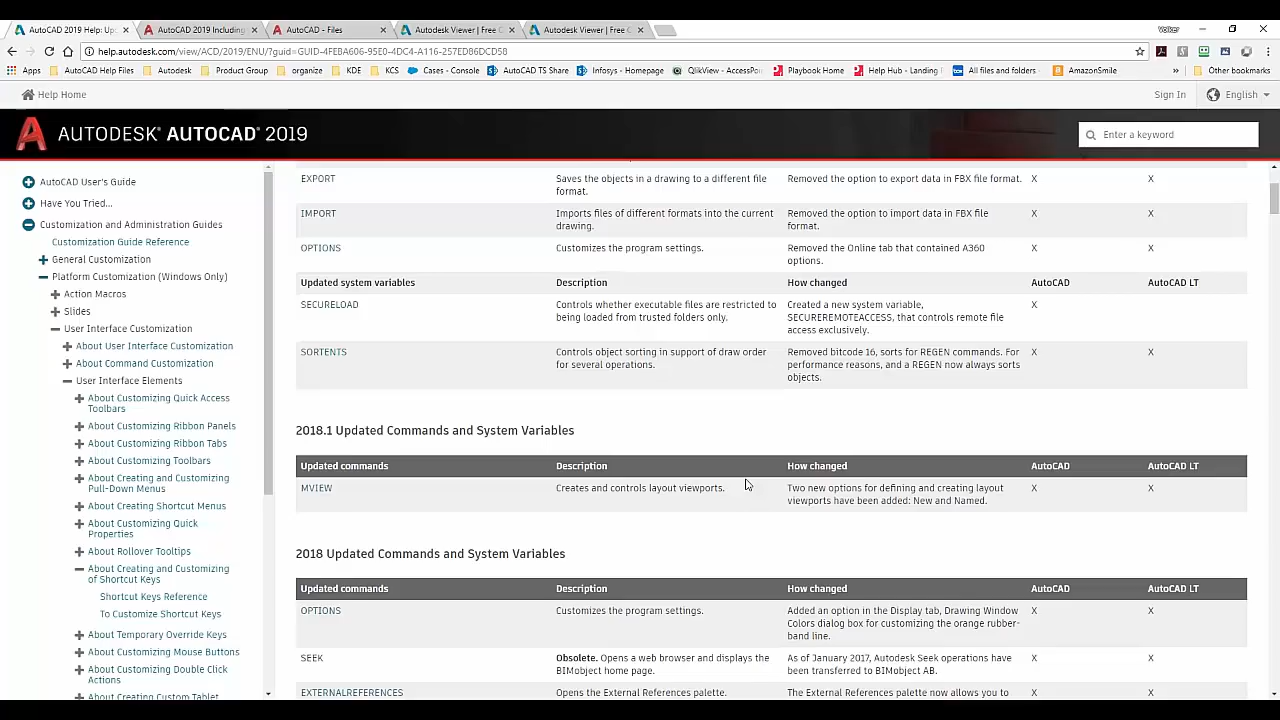 AutoCAD 2019 Help: Up
AutoCAD 2019 Including
AutoCAD - Files
Autodesk Viewer | Free C
Autodesk Viewer | Free C
Volker
help.autodesk.com/view/ACD/2019/ENU/?guid=GUID-4FEBA606-95E0-4DC4-A116-257ED86DCD58
Apps
AutoCAD Help Files
Autodesk
Product Group
organize
KDE
KCS
Cases - Console
AutoCAD TS Share
Infosys - Homepage
QlikView - AccessPo
Playbook Home
Help Hub - Landing
All files and folders
AmazonSmile
»
Other bookmarks
Help Home
Sign In
English
AUTODESK® AUTOCAD® 2019
Enter a keyword
AutoCAD User's Guide
Have You Tried...
Customization and Administration Guides
Customization Guide Reference
General Customization
Platform Customization (Windows Only)
Action Macros
Slides
User Interface Customization
About User Interface Customization
About Command Customization
User Interface Elements
About Customizing Quick Access
Toolbars
About Customizing Ribbon Panels
About Customizing Ribbon Tabs
About Customizing Toolbars
About Creating and Customizing
Pull-Down Menus
About Creating Shortcut Menus
About Customizing Quick
Properties
About Rollover Tooltips
About Creating and Customizing
of Shortcut Keys
Shortcut Keys Reference
To Customize Shortcut Keys
About Temporary Override Keys
About Customizing Mouse Buttons
About Customizing Double Click
Actions
About Creating Custom Tablet
EXPORT Saves the objects in a drawing to a different file Removed the option to export data in FBX file format. X X
format.
IMPORT Imports files of different formats into the current Removed the option to import data in FBX file X X
drawing. format.
OPTIONS Customizes the program settings. Removed the Online tab that contained A360 X X
options.
Updated system variables Description How changed AutoCAD AutoCAD LT
SECURELOAD Controls whether executable files are restricted to Created a new system variable, X
being loaded from trusted folders only. SECUREREMOTEACCESS, that controls remote file
access exclusively.
SORTENTS Controls object sorting in support of draw order Removed bitcode 16, sorts for REGEN commands. For X X
for several operations. performance reasons, and a REGEN now always sorts
objects.
2018.1 Updated Commands and System Variables
Updated commands Description How changed AutoCAD AutoCAD LT
MVIEW Creates and controls layout viewports. Two new options for defining and creating layout X X
viewports have been added: New and Named.
2018 Updated Commands and System Variables
Updated commands Description How changed AutoCAD AutoCAD LT
OPTIONS Customizes the program settings. Added an option in the Display tab, Drawing Window X X
Colors dialog box for customizing the orange rubber-
band line.
SEEK Obsolete. Opens a web browser and displays the As of January 2017, Autodesk Seek operations have X X
BIMobject home page. been transferred to BIMobject AB.
EXTERNALREFERENCES Opens the External References palette. The External References palette now allows you to X X